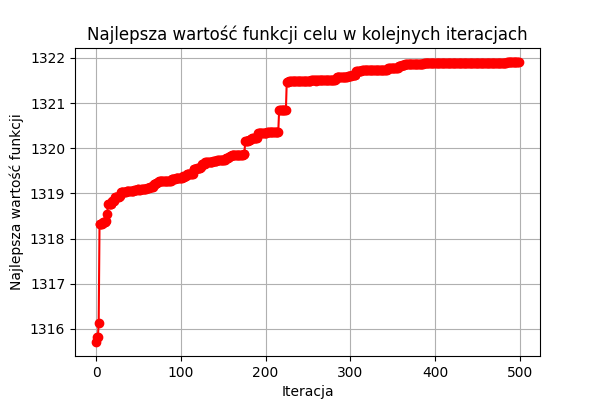 Najlepsza wartość funkcji celu w kolejnych iteracjach
1322
1321
1320
1319
1318
1317
1316
Najlepsza wartość funkcji
0 100 200 300 400 500
Iteracja